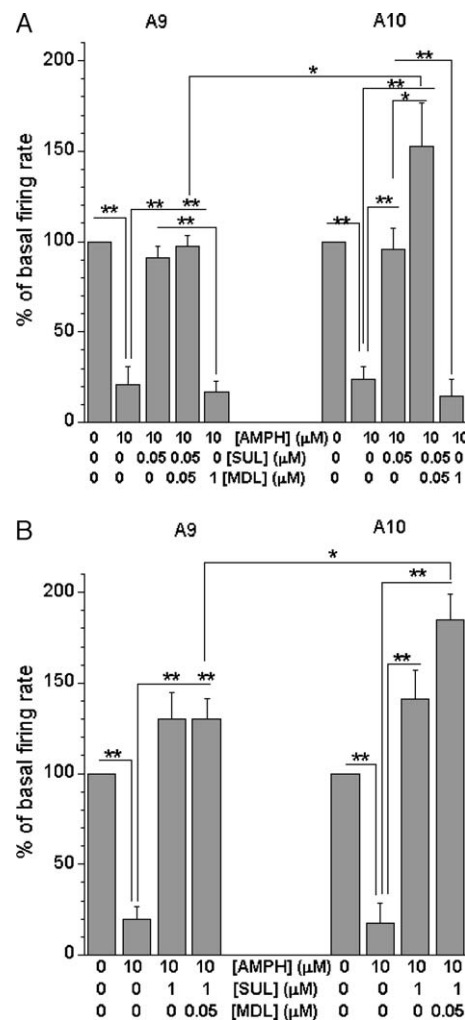 A
A9 A10
200
150
100
50
0
% of basal firing rate
** ** ** ** * ** ** ** ** *
0 10 10 10 10 [AMPH] (μM) 0 10 10 10 10
0 0 0.05 0.05 0 [SUL] (μM) 0 0 0.05 0.05 0
0 0 0 0.05 1 [MDL] (μM) 0 0 0 0.05 1
B
A9 A10
200
150
100
50
0
% of basal firing rate
** ** ** * ** ** **
0 10 10 10 [AMPH] (μM) 0 10 10 10
0 0 1 1 [SUL] (μM) 0 0 1 1
0 0 0 0.05 [MDL] (μM) 0 0 0 0.05